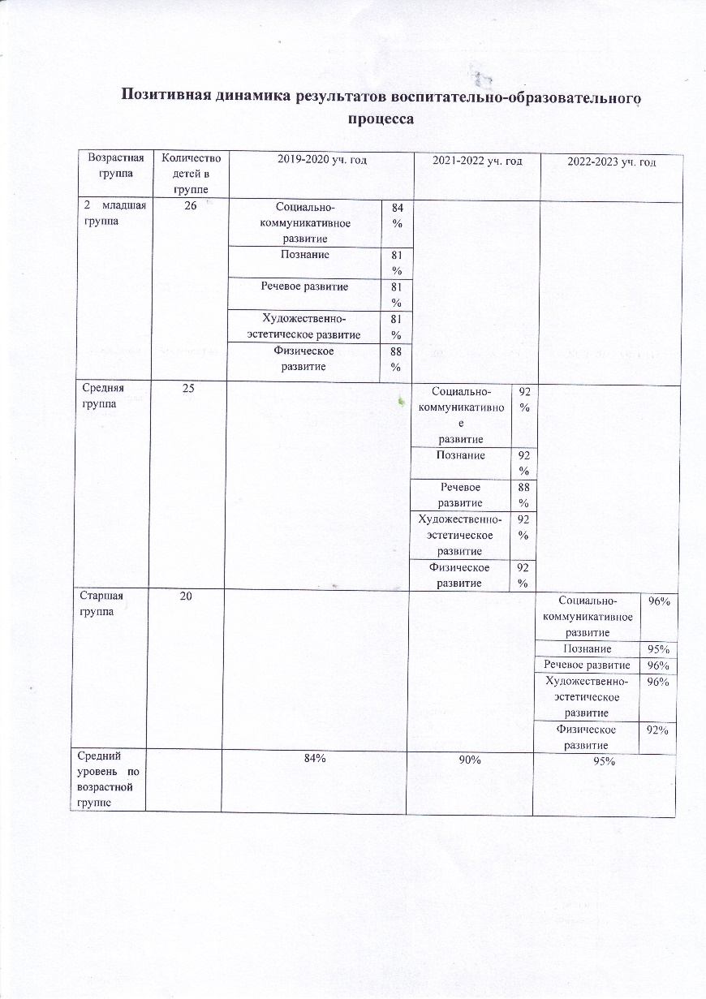 Позитивная динамика результатов воспитательно-образовательного
процесса
Возрастная
группа
Количество
детей в
группе
2019-2020 уч. год
2021-2022 уч. год
2022-2023 уч. год
2 младшая
группа
26
Социально-
коммуникативное
развитие
84
%
Познание
81
%
Речевое развитие
81
%
Художественно-
эстетическое развитие
81
%
Физическое
развитие
88
%
Средняя
группа
25
Социально-
коммуникативно
е
развитие
92
%
Познание
92
%
Речевое
развитие
88
%
Художественно-
эстетическое
развитие
92
%
Физическое
развитие
92
%
Старшая
группа
20
Социально-
коммуникативное
развитие
96%
Познание
95%
Речевое развитие
96%
Художественно-
эстетическое
развитие
96%
Физическое
развитие
92%
Средний
уровень по
возрастной
группе
84%
90%
95%